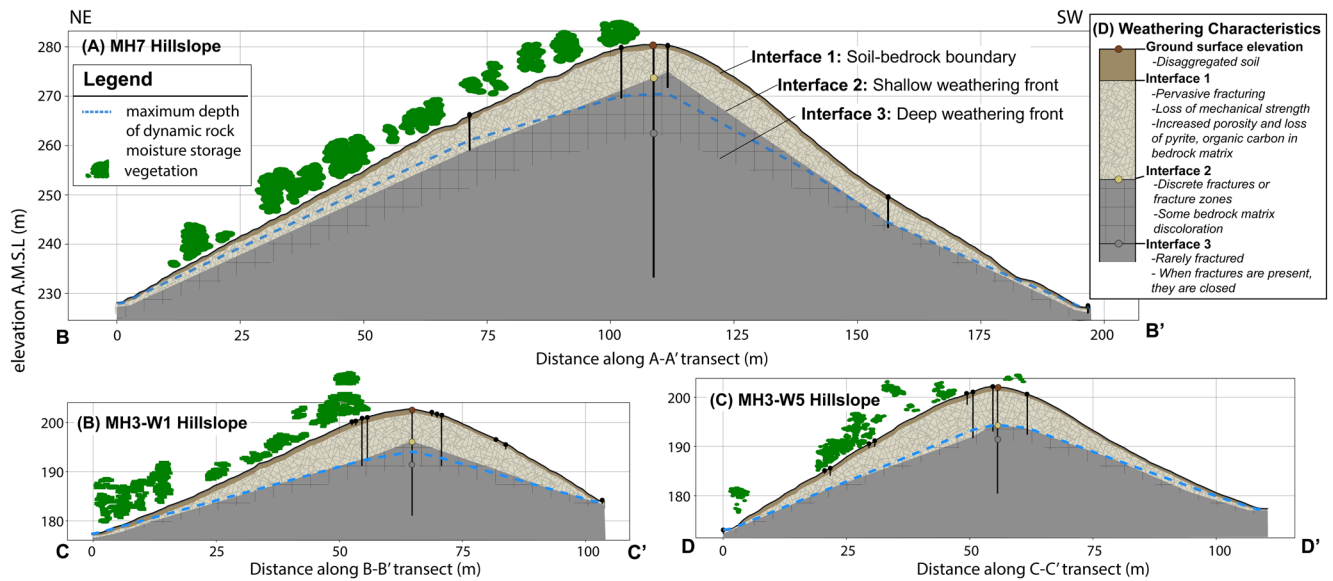 NE
SW
(A) MH7 Hillslope
Legend
maximum depth
of dynamic rock
moisture storage
vegetation
Interface 1: Soil-bedrock boundary
Interface 2: Shallow weathering front
Interface 3: Deep weathering front
280
270
260
250
240
230
elevation A.M.S.L (m)
B
0
25
50
75
100
125
150
175
200
B'
Distance along A-A' transect (m)
(D) Weathering Characteristics
Ground surface elevation
-Disaggregated soil
Interface 1
-Pervasive fracturing
-Loss of mechanical strength
-Increased porosity and loss
of pyrite, organic carbon in
bedrock matrix
Interface 2
-Discrete fractures or
fracture zones
-Some bedrock matrix
discoloration
Interface 3
-Rarely fractured
- When fractures are present,
they are closed
(B) MH3-W1 Hillslope
200
190
180
C
0
25
50
75
100
C'
Distance along B-B' transect (m)
(C) MH3-W5 Hillslope
200
190
180
D
0
25
50
75
100
D'
Distance along C-C' transect (m)